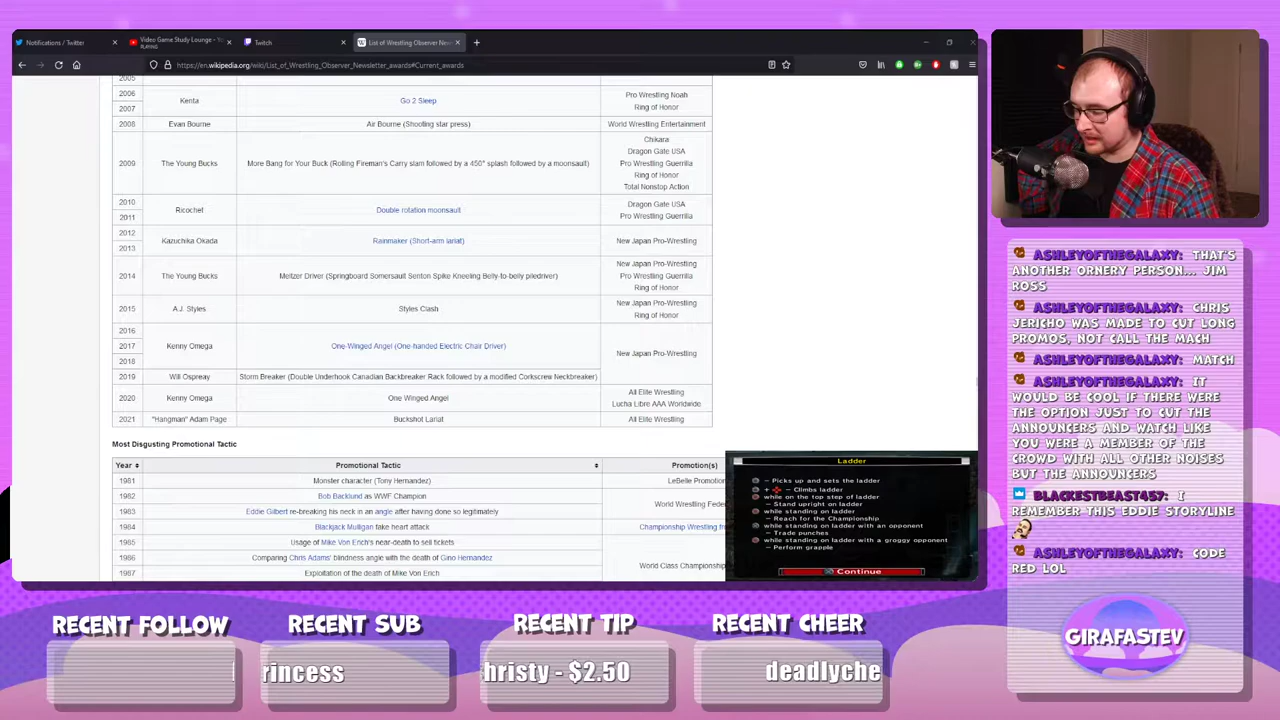 Notifications / Twitter
Video Game Study Lounge -
PLAYING
Twitch
List of Wrestling Observer New
https://en.wikipedia.org/wiki/List_of_Wrestling_Observer_Newsletter_awards#Current_awards
2005
2006
2007
Kenta
Go 2 Sleep
Pro Wrestling Noah
Ring of Honor
2008
Evan Bourne
Air Bourne (Shooting star press)
World Wrestling Entertainment
2009
The Young Bucks
More Bang for Your Buck (Rolling Fireman's Carry slam followed by a 450° splash followed by a moonsault)
Chikara
Dragon Gate USA
Pro Wrestling Guerrilla
Ring of Honor
Total Nonstop Action
2010
2011
Ricochet
Double rotation moonsault
Dragon Gate USA
Pro Wrestling Guerrilla
2012
2013
Kazuchika Okada
Rainmaker (Short-arm lariat)
New Japan Pro-Wrestling
2014
The Young Bucks
Meltzer Driver (Springboard Somersault Senton Spike Kneeling Belly-to-belly piledriver)
New Japan Pro-Wrestling
Pro Wrestling Guerrilla
Ring of Honor
2015
A.J. Styles
Styles Clash
New Japan Pro-Wrestling
Ring of Honor
2016
2017
2018
Kenny Omega
One-Winged Angel (One-handed Electric Chair Driver)
New Japan Pro-Wrestling
2019
Will Ospreay
Storm Breaker (Double Underhook Canadian Backbreaker Rack followed by a modified Corkscrew Neckbreaker)
2020
Kenny Omega
One Winged Angel
All Elite Wrestling
Lucha Libre AAA Worldwide
2021
"Hangman" Adam Page
Buckshot Lariat
All Elite Wrestling
Most Disgusting Promotional Tactic
Year
Promotional Tactic
Promotion(s)
1981
Monster character (Tony Hernandez)
LeBelle Promotion
1982
Bob Backlund as WWF Champion
World Wrestling Feder
1983
Eddie Gilbert re-breaking his neck in an angle after having done so legitimately
1984
Blackjack Mulligan fake heart attack
Championship Wrestling fr
1985
Usage of Mike Von Erich's near-death to sell tickets
1986
Comparing Chris Adams' blindness angle with the death of Gino Hernandez
World Class Championship
1987
Exploitation of the death of Mike Von Erich
Ladder
– Picks up and sets the ladder
+ – Climbs ladder
while on the top step of ladder
– Stand upright on ladder
while standing on ladder
– Reach for the Championship
while standing on ladder with an opponent
– Trade punches
while standing on ladder with a groggy opponent
– Perform grapple
Continue
ASHLEYOFTHEGALAXY: THAT'S
ANOTHER ORNERY PERSON... JIM
ROSS
ASHLEYOFTHEGALAXY: CHRIS
JERICHO WAS MADE TO CUT LONG
PROMOS, NOT CALL THE MACH
ASHLEYOFTHEGALAXY: MATCH
ASHLEYOFTHEGALAXY: IT
WOULD BE COOL IF THERE WERE
THE OPTION JUST TO CUT THE
ANNOUNCERS AND WATCH LIKE
YOU WERE A MEMBER OF THE
CROWD WITH ALL OTHER NOISES
BUT THE ANNOUNCERS
BLACKESTBEAST457: I
REMEMBER THIS EDDIE STORYLINE
ASHLEYOFTHEGALAXY: CODE
RED LOL
GIRAFASTEV
RECENT FOLLOW
RECENT SUB
RECENT TIP
RECENT CHEER
rincess
hristy - $2.50
deadlyche